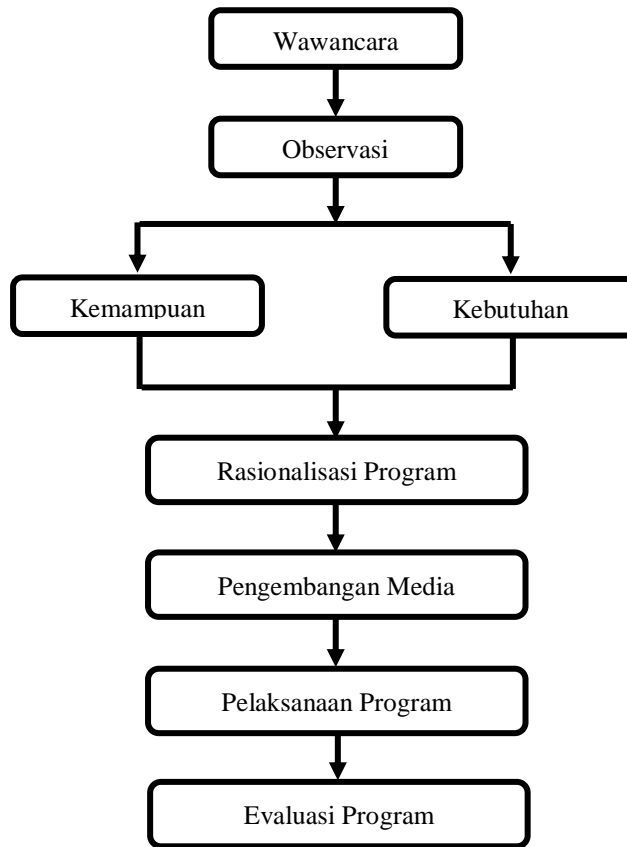 Wawancara
Observasi
Kemampuan
Kebutuhan
Rasionalisasi Program
Pengembangan Media
Pelaksanaan Program
Evaluasi Program